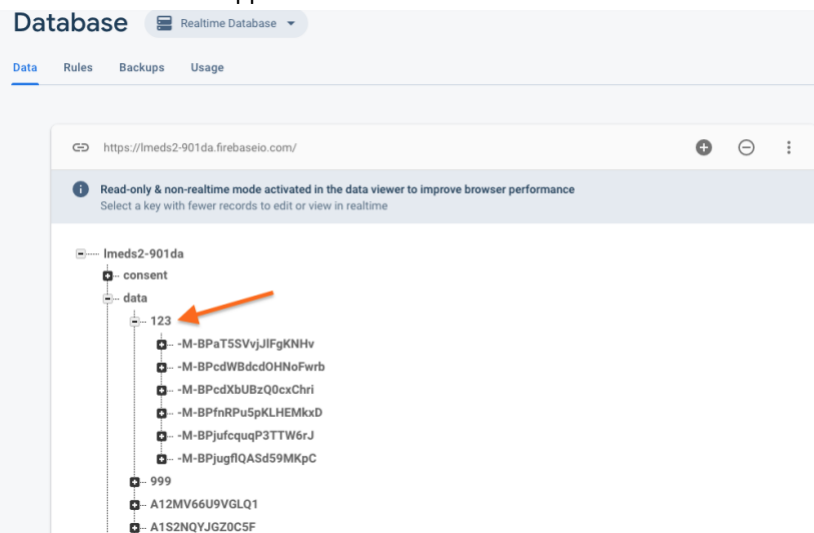 Database Realtime Database
Data Rules Backups Usage
https://lmeds2-901da.firebaseio.com/
Read-only & non-realtime mode activated in the data viewer to improve browser performance
Select a key with fewer records to edit or view in realtime
lmeds2-901da
consent
data
123
-M-BPaT5SVvjJlFgKNHv
-M-BPcdWBdcdOHNoFwrb
-M-BPcdXbUBzQ0cxChri
-M-BPfnRPu5pKLHEMkxD
-M-BPjufcquqP3TTW6rJ
-M-BPjugflQASd59MKpC
999
A12MV66U9VGLQ1
A1S2NQYJGZ0C5F